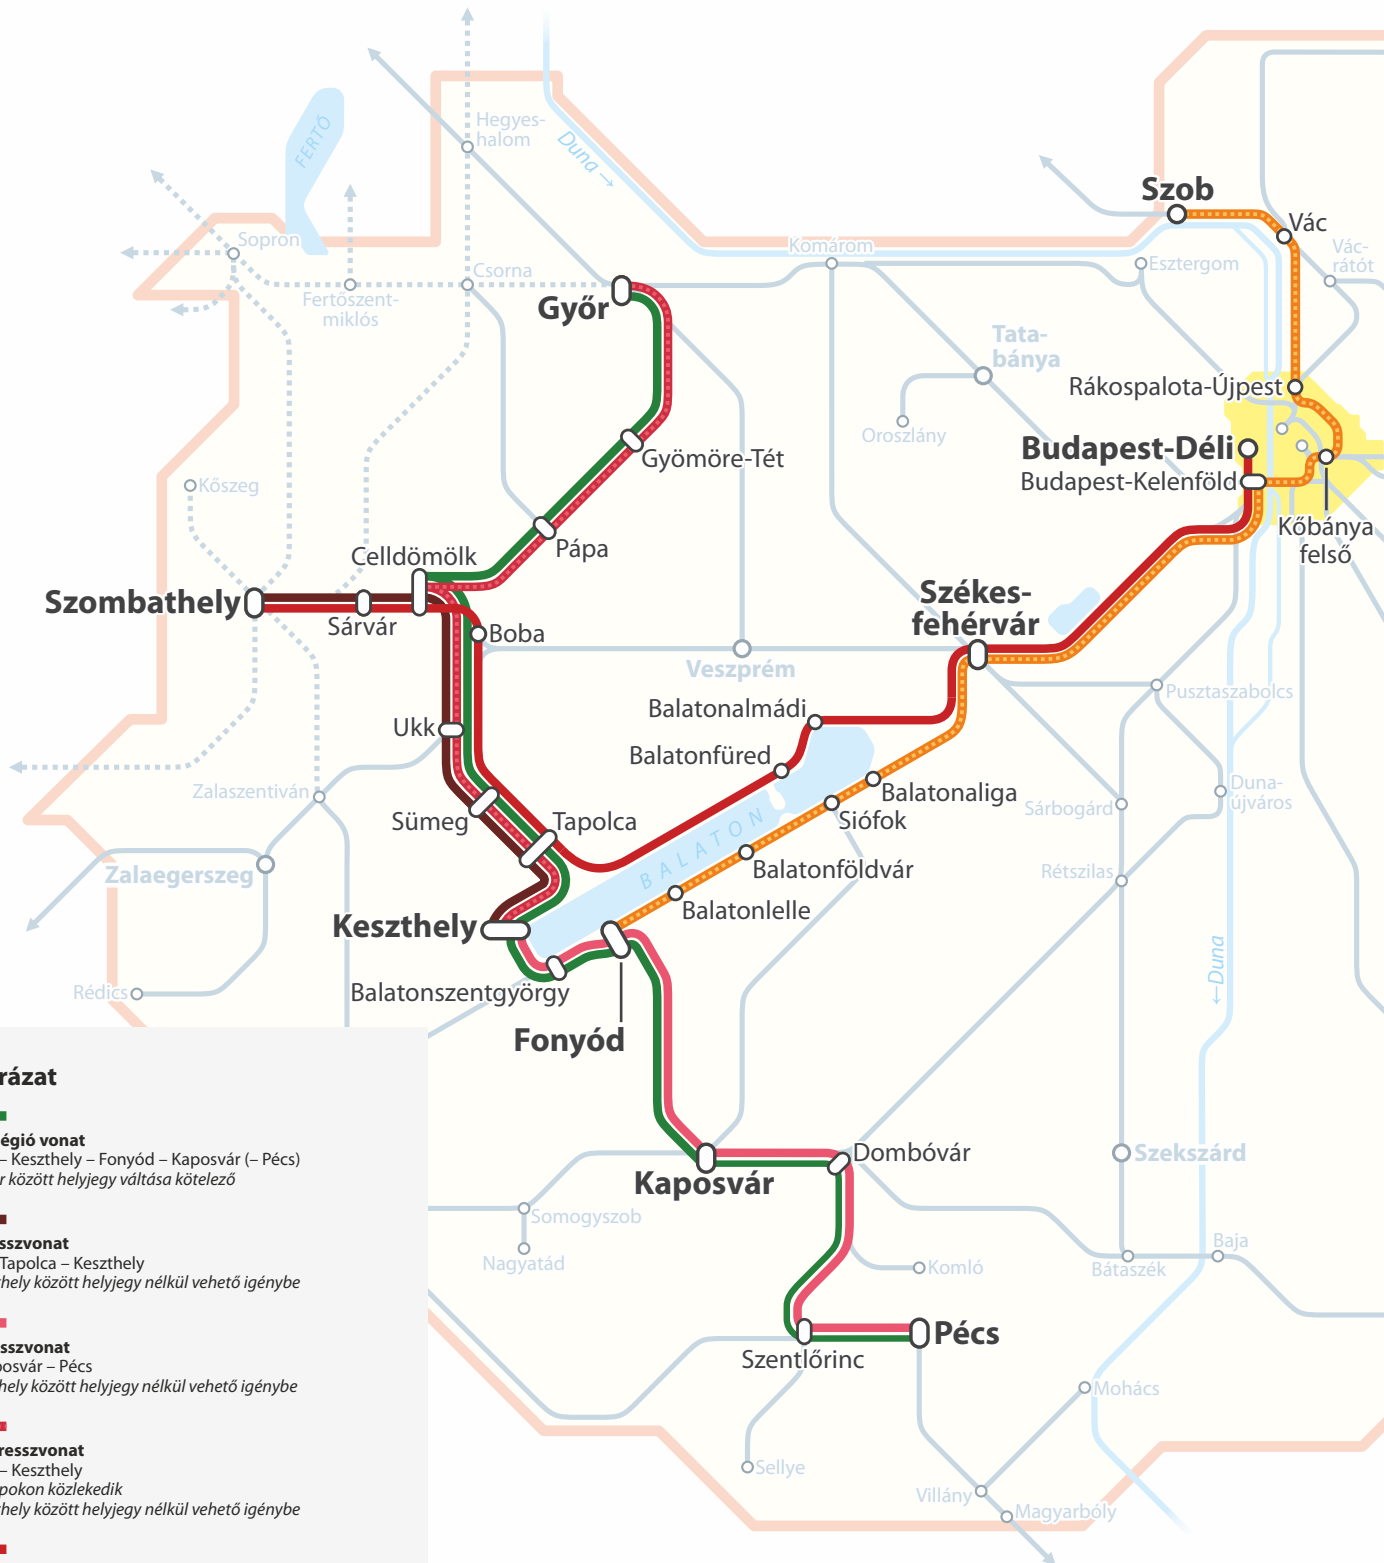 Hegyes-
halom
FERTŐ
Duna →
Szob
Vác
Sopron
Komárom
Vác-
rátót
Csorna
Esztergom
Fertőszent-
miklós
Győr
Tata-
bánya
Rákospalota-Újpest
Oroszlány
Budapest-Déli
Gyömöre-Tét
Budapest-Kelenföld
Kőszeg
Kőbánya
felső
Pápa
Celldömölk
Székes-
fehérvár
Szombathely
Sárvár
Boba
Veszprém
Pusztaszabolcs
Balatonalmádi
Ukk
Balatonfüred
Zalaszentiván
Balatonaliga
Duna-
újváros
Sárbogárd
Sümeg
Tapolca
Siófok
BALATON
Balatonföldvár
Zalaegerszeg
Rétszilas
Balatonlelle
Keszthely
←Duna
Rédics
Balatonszentgyörgy
Fonyód
Dombóvár
Szekszárd
Kaposvár
Somogyszob
Baja
Nagyatád
Komló
Bátaszék
Pécs
Szentlőrinc
Mohács
Sellye
Villány
Magyarbóly
rázat
égió vonat
– Keszthely – Fonyód – Kaposvár (– Pécs)
r között helyjegy váltása kötelező
sszvonat
Tapolca – Keszthely
hely között helyjegy nélkül vehető igénybe
sszvonat
posvár – Pécs
hely között helyjegy nélkül vehető igénybe
resszvonat
– Keszthely
pokon közlekedik
hely között helyjegy nélkül vehető igénybe